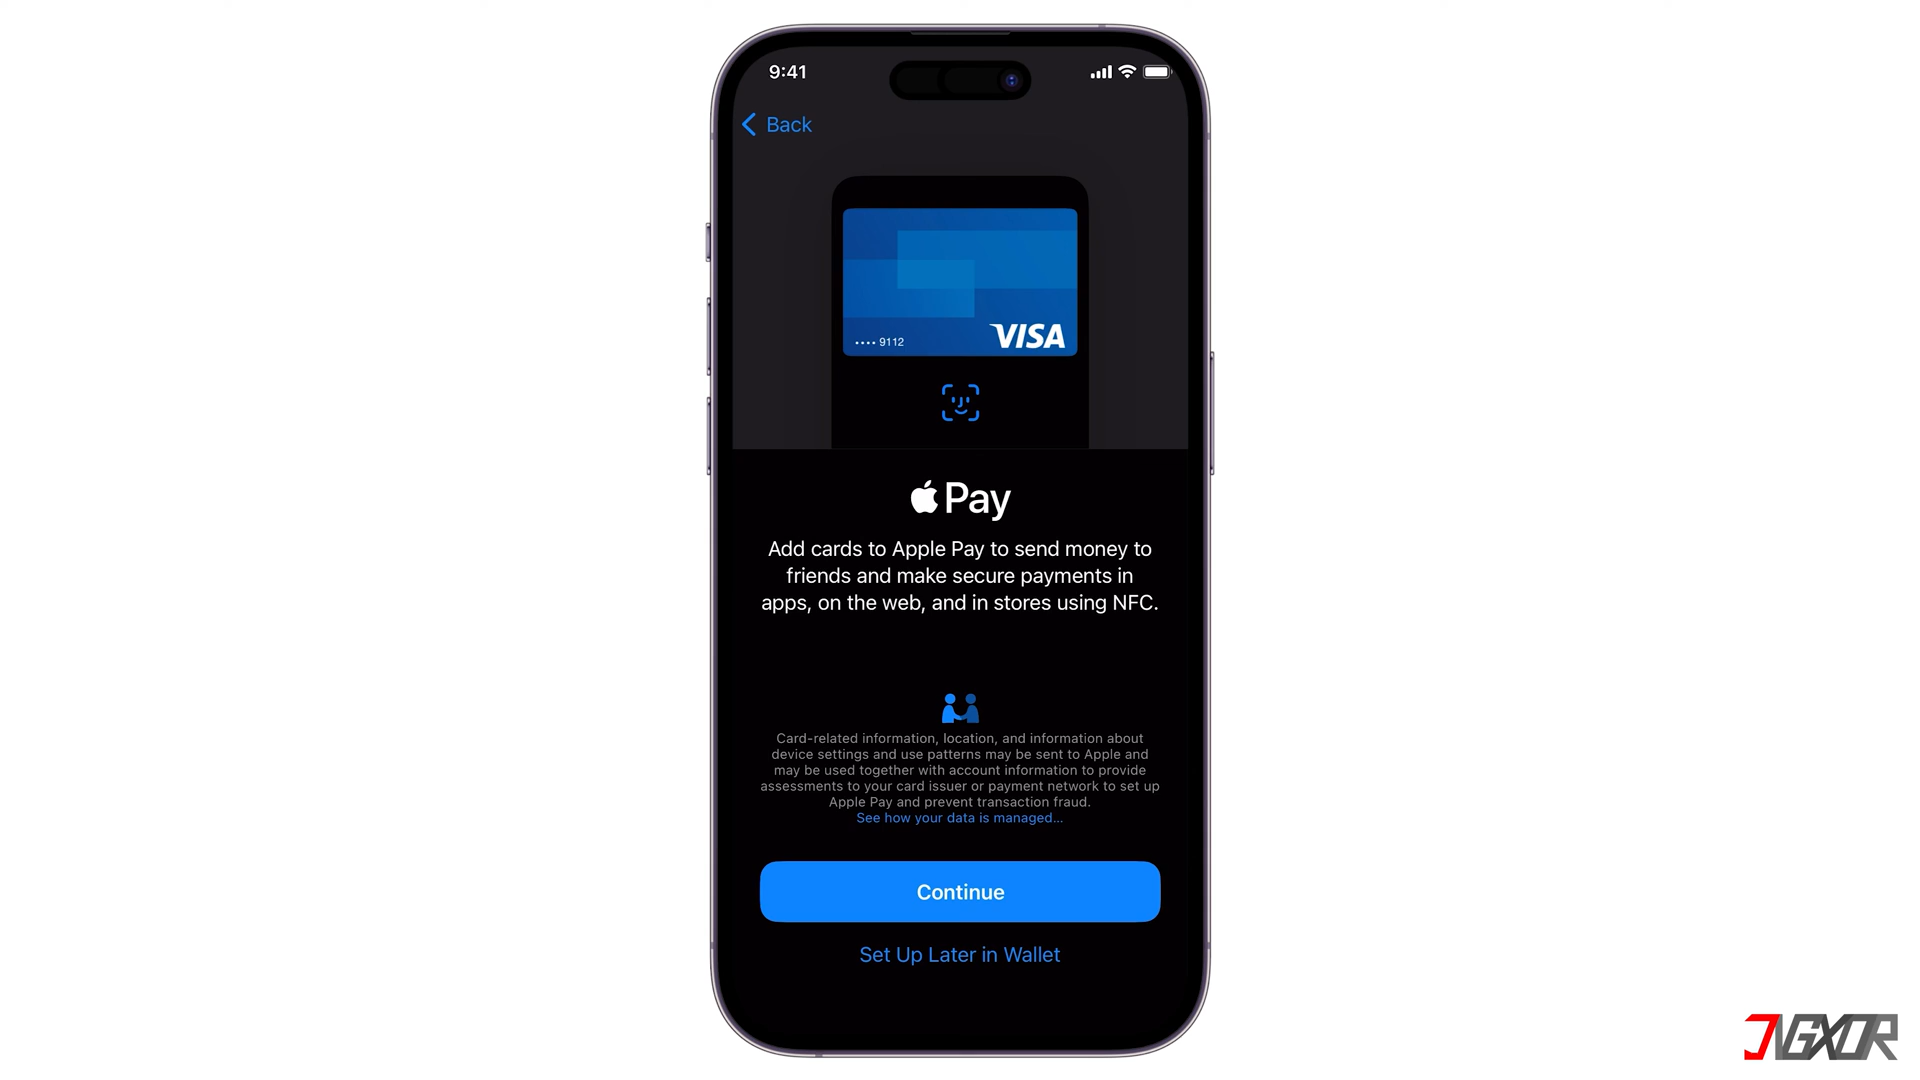 9:41
Back
•••• 9112
VISA
Pay
Add cards to Apple Pay to send money to
friends and make secure payments in
apps, on the web, and in stores using NFC.
Card-related information, location, and information about
device settings and use patterns may be sent to Apple and
may be used together with account information to provide
assessments to your card issuer or payment network to set up
Apple Pay and prevent transaction fraud.
See how your data is managed...
Continue
Set Up Later in Wallet
JVGXOR